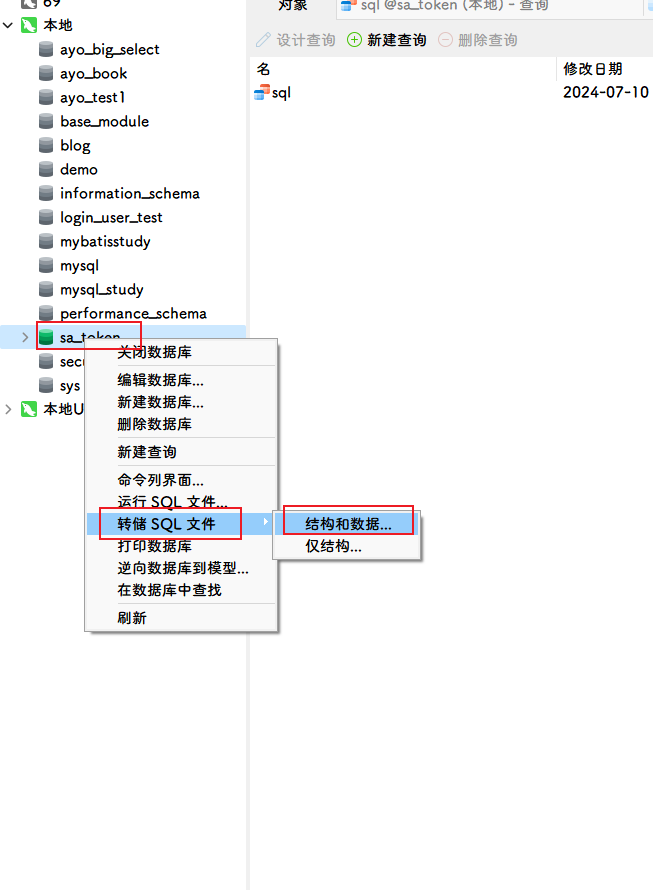 69
对象
sql @sa_token (本地) - 查询
本地
设计查询
新建查询
删除查询
ayo_big_select
名
修改日期
ayo_book
sql
2024-07-10
ayo_test1
base_module
blog
demo
information_schema
login_user_test
mybatisstudy
mysql
mysql_study
performance_schema
sa_token
关闭数据库
sys
编辑数据库...
新建数据库...
本地U
删除数据库
新建查询
命令列界面...
运行 SQL 文件...
转储 SQL 文件
结构和数据...
打印数据库
仅结构...
逆向数据库到模型...
在数据库中查找
刷新